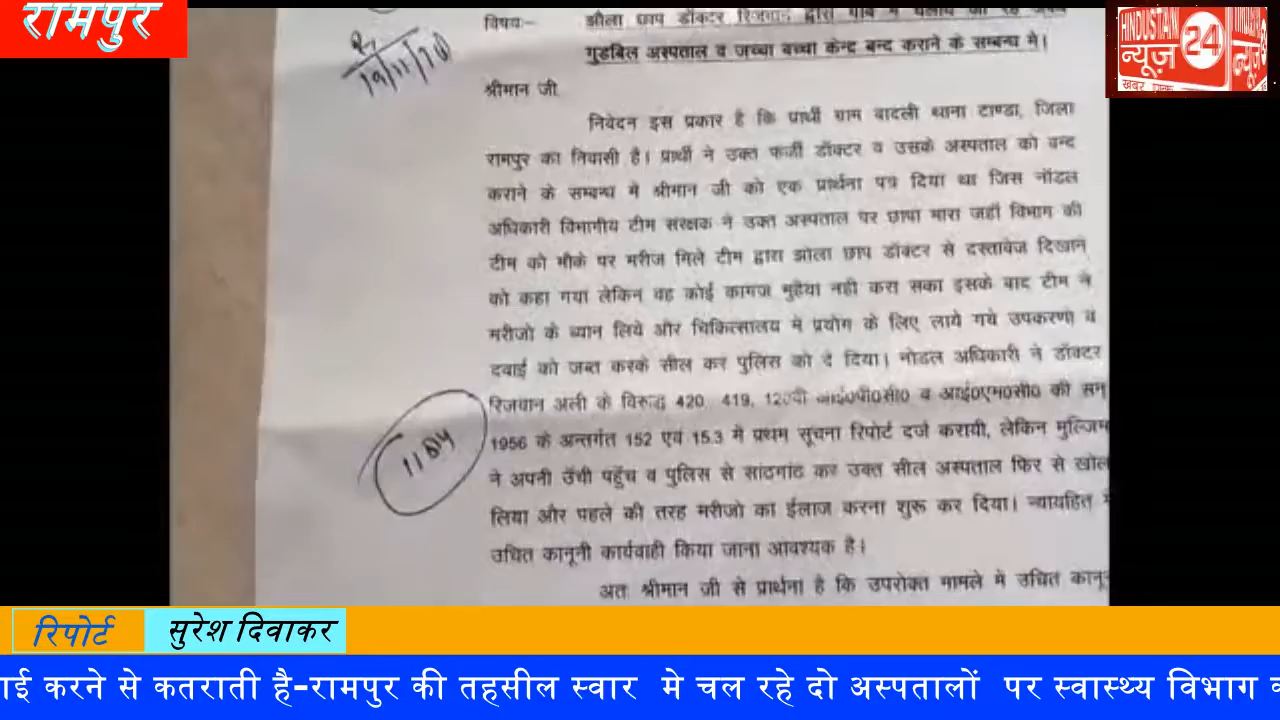 रामपुर
HINDUSTAN
24
न्यूज़
खबर
19/11/20
विषयः– झोला छाप डॉक्टर रिजवान द्वारा गांव में चलाये जा रहे
गुडबिल अस्पताल व जच्चा बच्चा केन्द्र बन्द कराने के सम्बन्ध मे।
श्रीमान जी
निवेदन इस प्रकार है कि प्रार्थी ग्राम बादली थाना टाण्डा, जिला
रामपुर का निवासी है। प्रार्थी ने उक्त फर्जी डॉक्टर व उसके अस्पताल को बन्द
कराने के सम्बन्ध मे श्रीमान जी को एक प्रार्थना पत्र दिया था जिस नॉडल
अधिकारी विभागीय टीम संरक्षक ने उक्त अस्पताल पर छापा मारा जहाँ विभाग की
टीम को मौके पर मरीज मिले टीम द्वारा झोला छाप डॉक्टर से दस्तावेज दिखाने
को कहा गया लेकिन वह कोई कागज मुहैया नही करा सका इसके बाद टीम ने
मरीजो के ब्यान लिये और चिकित्सालय मे प्रयोग के लिए लाये गये उपकरणो व
दवाई को जब्त करके सील कर पुलिस को दे दिया। नोडल अधिकारी ने डॉक्टर
रिजवान अली के विरुद्ध 420, 419, 120बी आई0पी0सी0 व आई0एम0सी0 की सन्
1956 के अन्तर्गत 152 एवं 15.3 मे प्रथम सूचना रिपोर्ट दर्ज करायी, लेकिन मुल्जिम
ने अपनी उँची पहुँच व पुलिस से सांठगांठ कर उक्त सील अस्पताल फिर से खोल
लिया और पहले की तरह मरीजो का ईलाज करना शुरू कर दिया। न्यायहित मे
उचित कानूनी कार्यवाही किया जाना आवश्यक है।
अतः श्रीमान जी से प्रार्थना है कि उपरोक्त मामले मे उचित कानू
1184
रिपोर्ट सुरेश दिवाकर
ाई करने से कतराती है-रामपुर की तहसील स्वार मे चल रहे दो अस्पतालों पर स्वास्थ्य विभाग